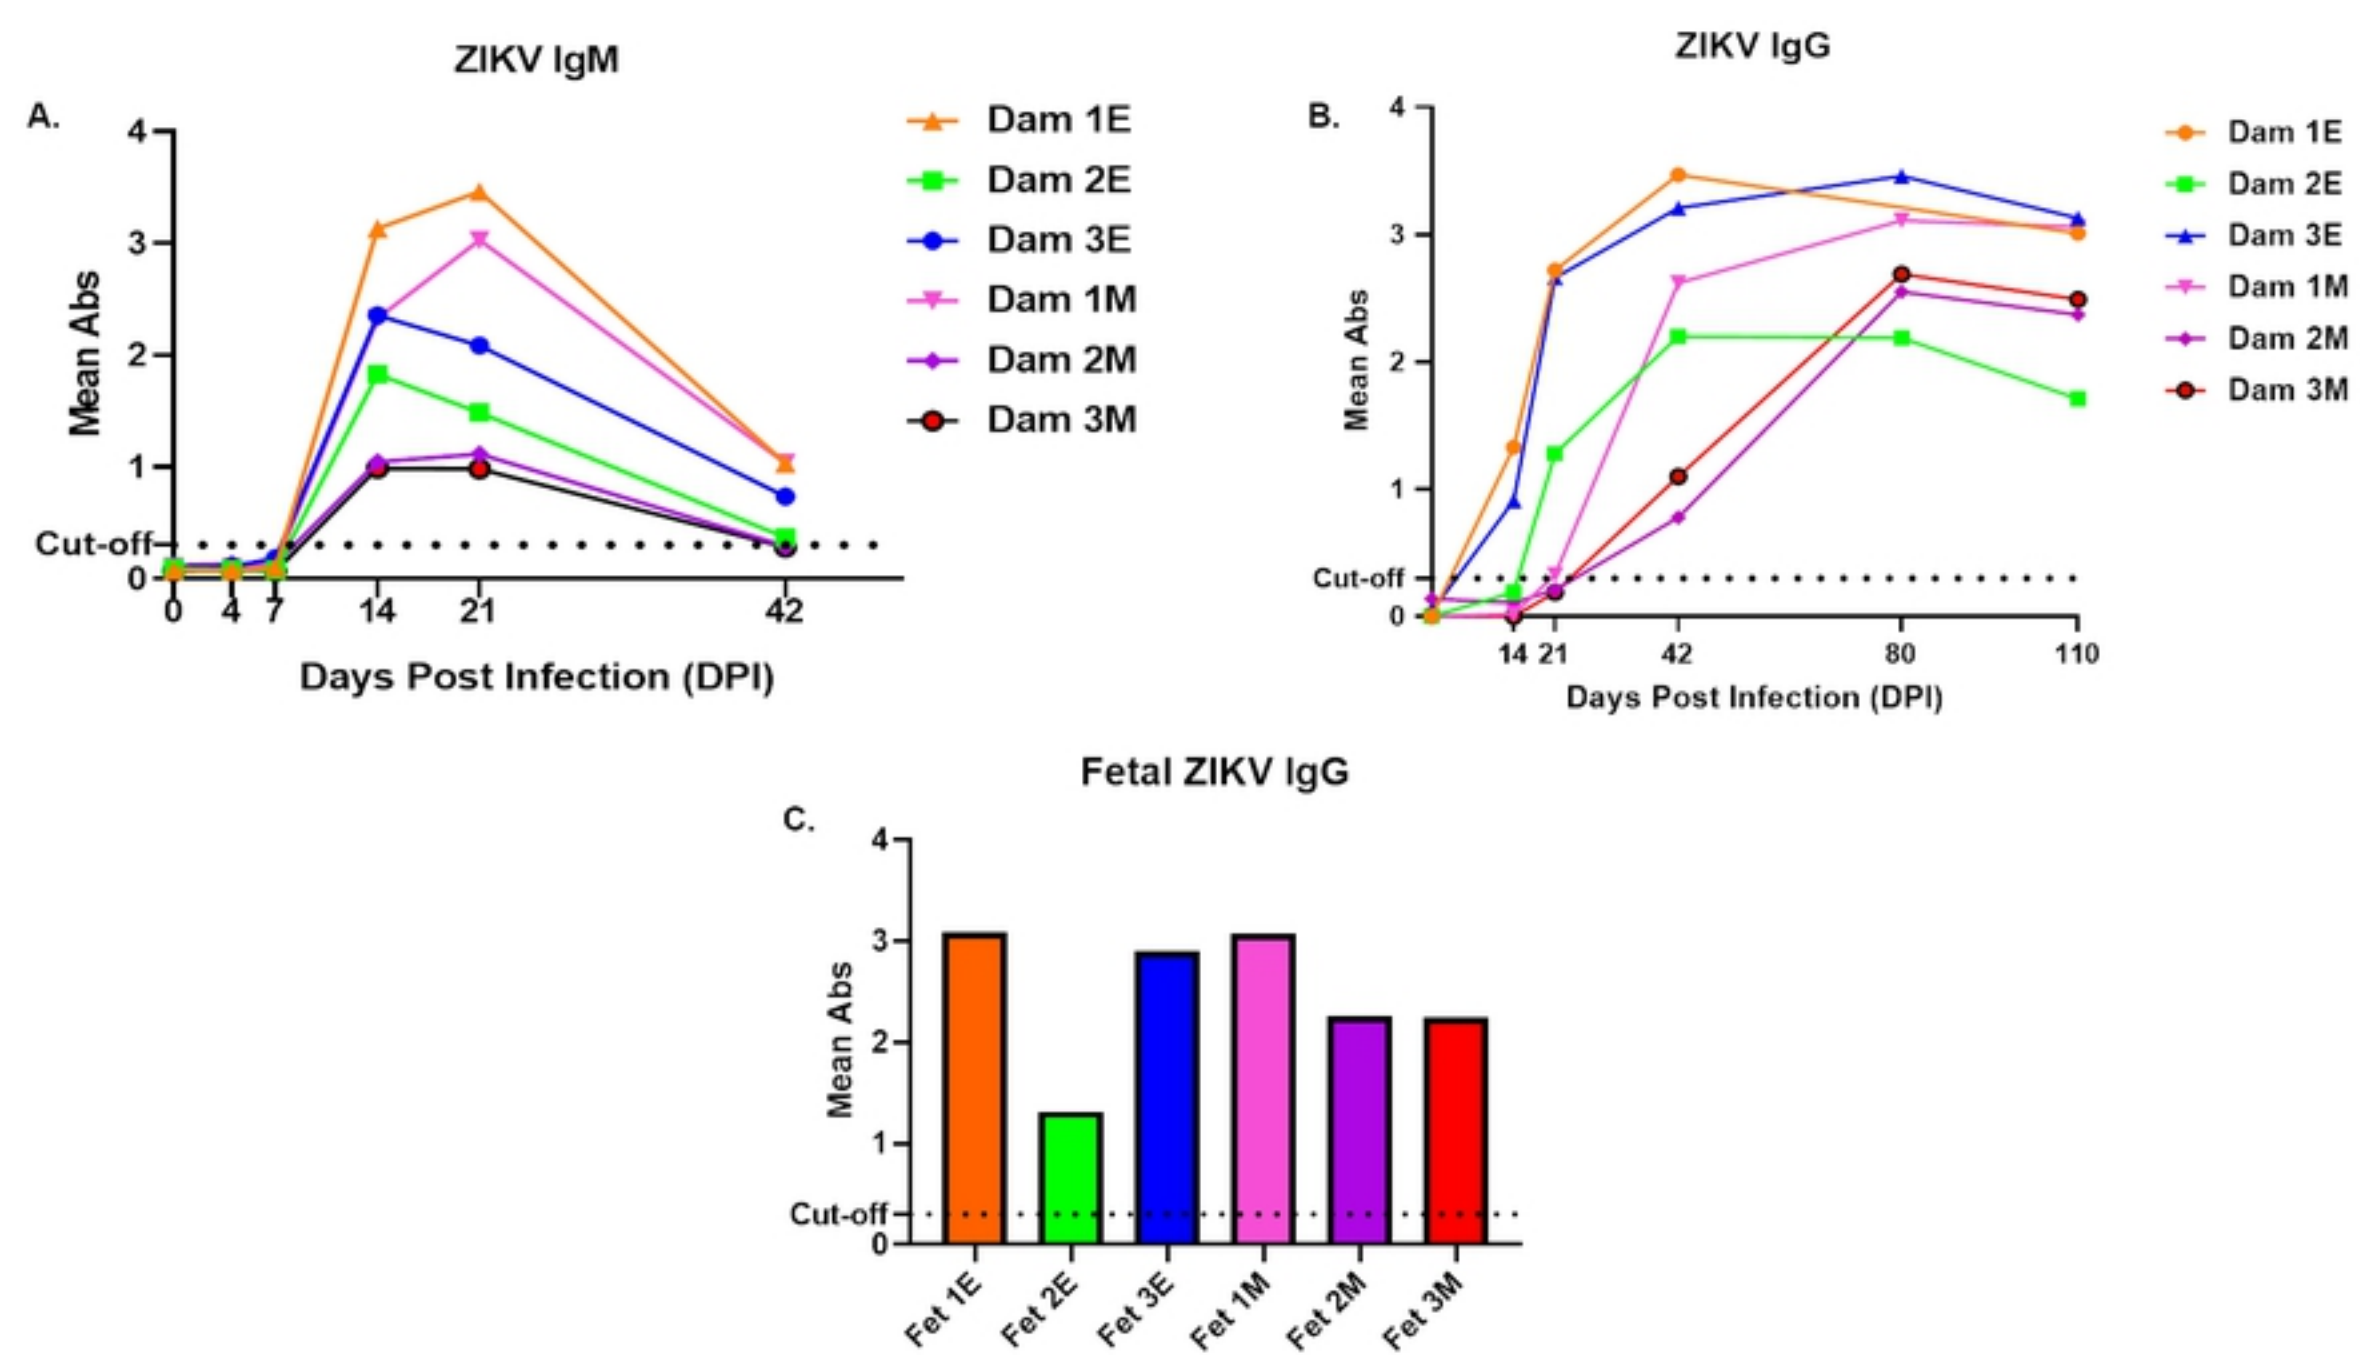 ZIKV IgM
A.
4
3
2
1
Cut-off
0
Mean Abs
0 4 7 14 21 42
Days Post Infection (DPI)
Dam 1E
Dam 2E
Dam 3E
Dam 1M
Dam 2M
Dam 3M
ZIKV IgG
B.
4
3
2
1
Cut-off
0
Mean Abs
14 21 42 80 110
Days Post Infection (DPI)
Dam 1E
Dam 2E
Dam 3E
Dam 1M
Dam 2M
Dam 3M
Fetal ZIKV IgG
C.
4
3
2
1
Cut-off
0
Mean Abs
Fet 1E
Fet 2E
Fet 3E
Fet 1M
Fet 2M
Fet 3M